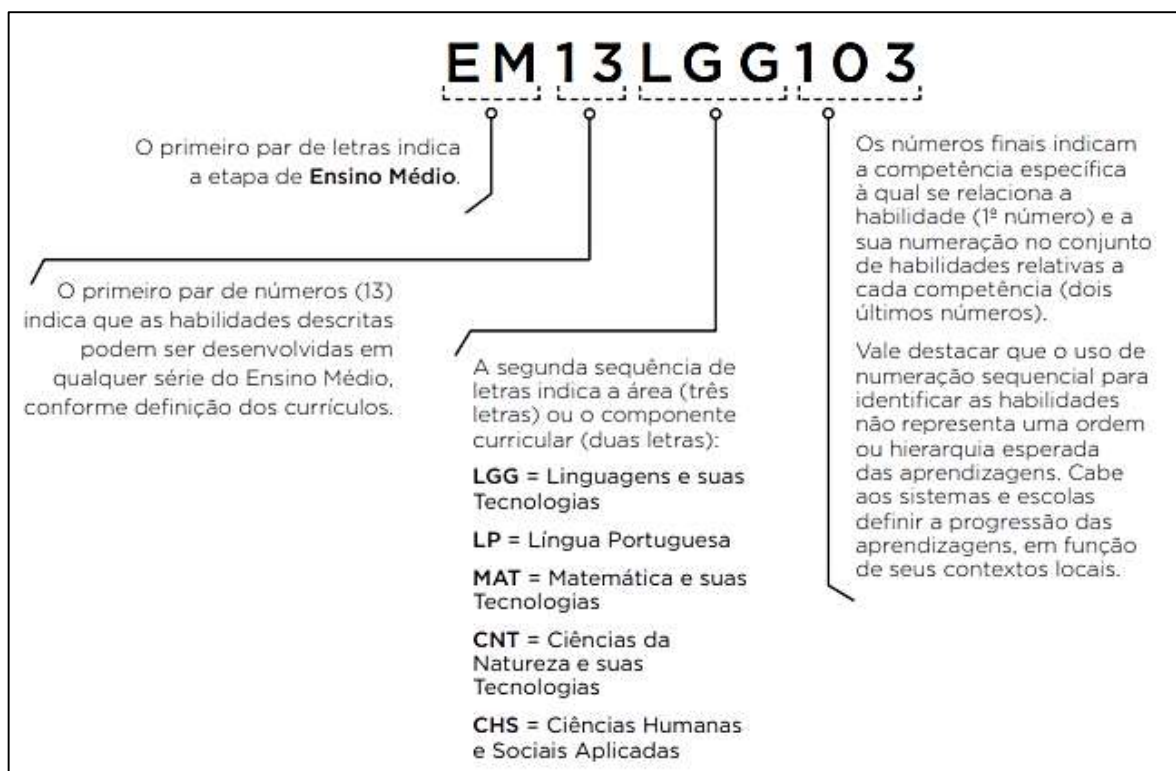 EM13LGG103
O primeiro par de letras indica
a etapa de Ensino Médio.
O primeiro par de números (13)
indica que as habilidades descritas
podem ser desenvolvidas em
qualquer série do Ensino Médio,
conforme definição dos currículos.
A segunda sequência de
letras indica a área (três
letras) ou o componente
curricular (duas letras):
LGG = Linguagens e suas
Tecnologias
LP = Língua Portuguesa
MAT = Matemática e suas
Tecnologias
CNT = Ciências da
Natureza e suas
Tecnologias
CHS = Ciências Humanas
e Sociais Aplicadas
Os números finais indicam
a competência específica
à qual se relaciona a
habilidade (1º número) e a
sua numeração no conjunto
de habilidades relativas a
cada competência (dois
últimos números).
Vale destacar que o uso de
numeração sequencial para
identificar as habilidades
não representa uma ordem
ou hierarquia esperada
das aprendizagens. Cabe
aos sistemas e escolas
definir a progressão das
aprendizagens, em função
de seus contextos locais.